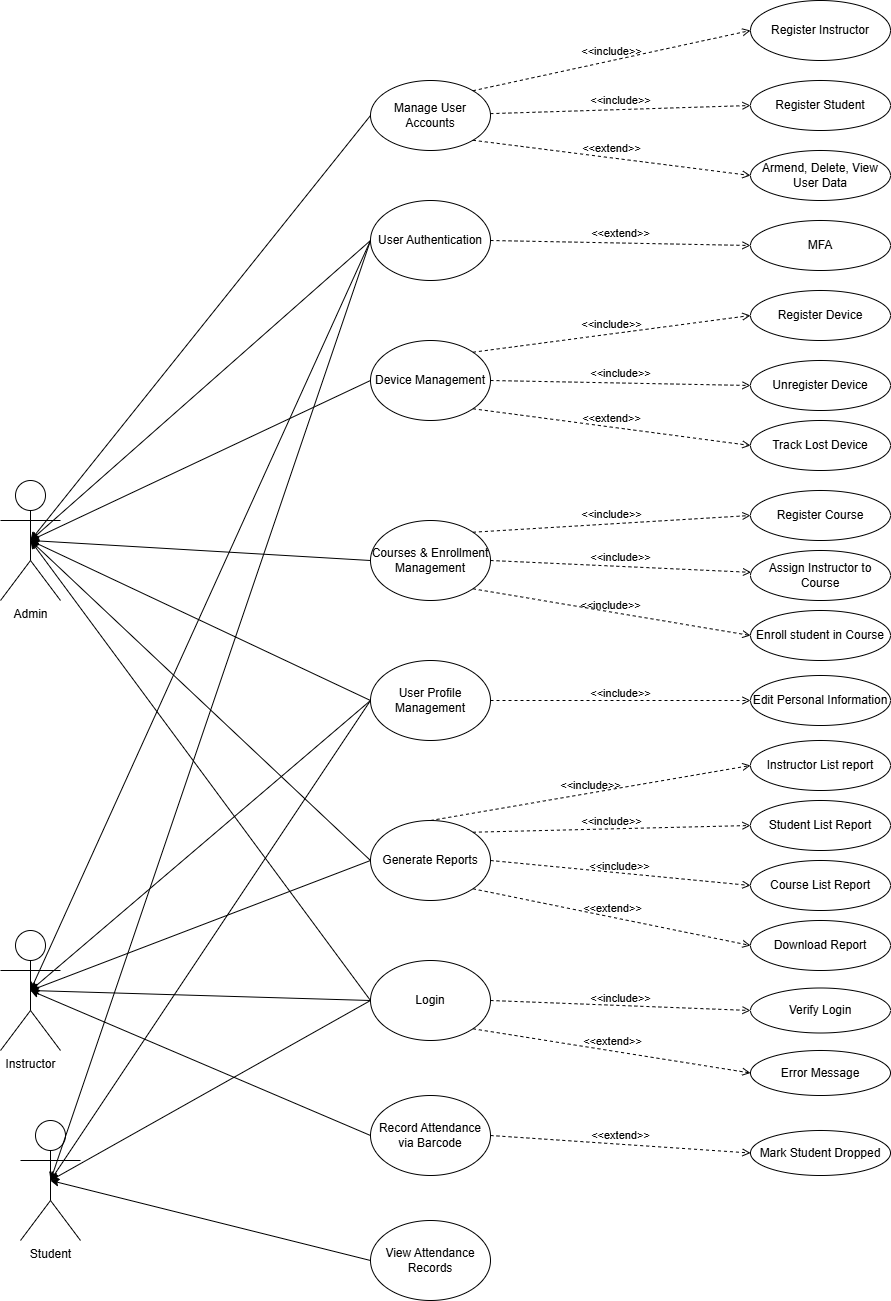 Register Instructor
<<include>>
Manage User
Accounts
<<include>>
Register Student
<<extend>>
Armend, Delete, View
User Data
User Authentication
<<extend>>
MFA
<<include>>
Register Device
Device Management
<<include>>
Unregister Device
<<extend>>
Track Lost Device
Admin
<<include>>
Register Course
Courses & Enrollment
Management
<<include>>
Assign Instructor to
Course
<<include>>
Enroll student in Course
User Profile
Management
<<include>>
Edit Personal Information
<<include>>
Instructor List report
<<include>>
Student List Report
Generate Reports
<<include>>
Course List Report
<<extend>>
Download Report
Instructor
Login
<<include>>
Verify Login
<<extend>>
Error Message
Record Attendance
via Barcode
<<extend>>
Mark Student Dropped
Student
View Attendance
Records